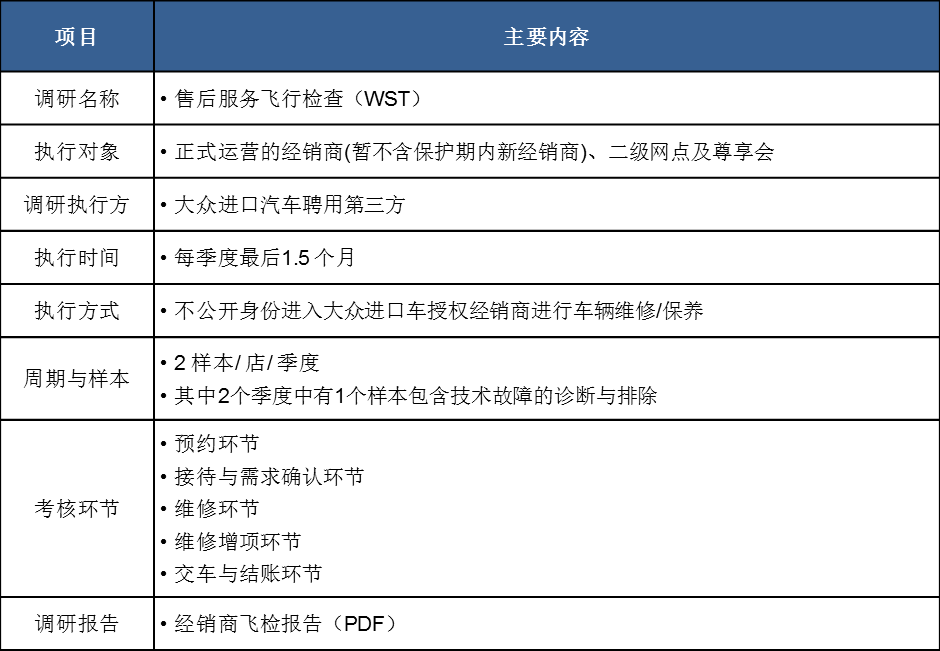 项目
主要内容
调研名称
• 售后服务飞行检查（WST）
执行对象
• 正式运营的经销商(暂不含保护期内新经销商)、二级网点及尊享会
调研执行方
• 大众进口汽车聘用第三方
执行时间
• 每季度最后1.5 个月
执行方式
• 不公开身份进入大众进口车授权经销商进行车辆维修/保养
周期与样本
• 2 样本/ 店/ 季度
• 其中2个季度中有1个样本包含技术故障的诊断与排除
考核环节
• 预约环节
• 接待与需求确认环节
• 维修环节
• 维修增项环节
• 交车与结账环节
调研报告
• 经销商飞检报告（PDF）